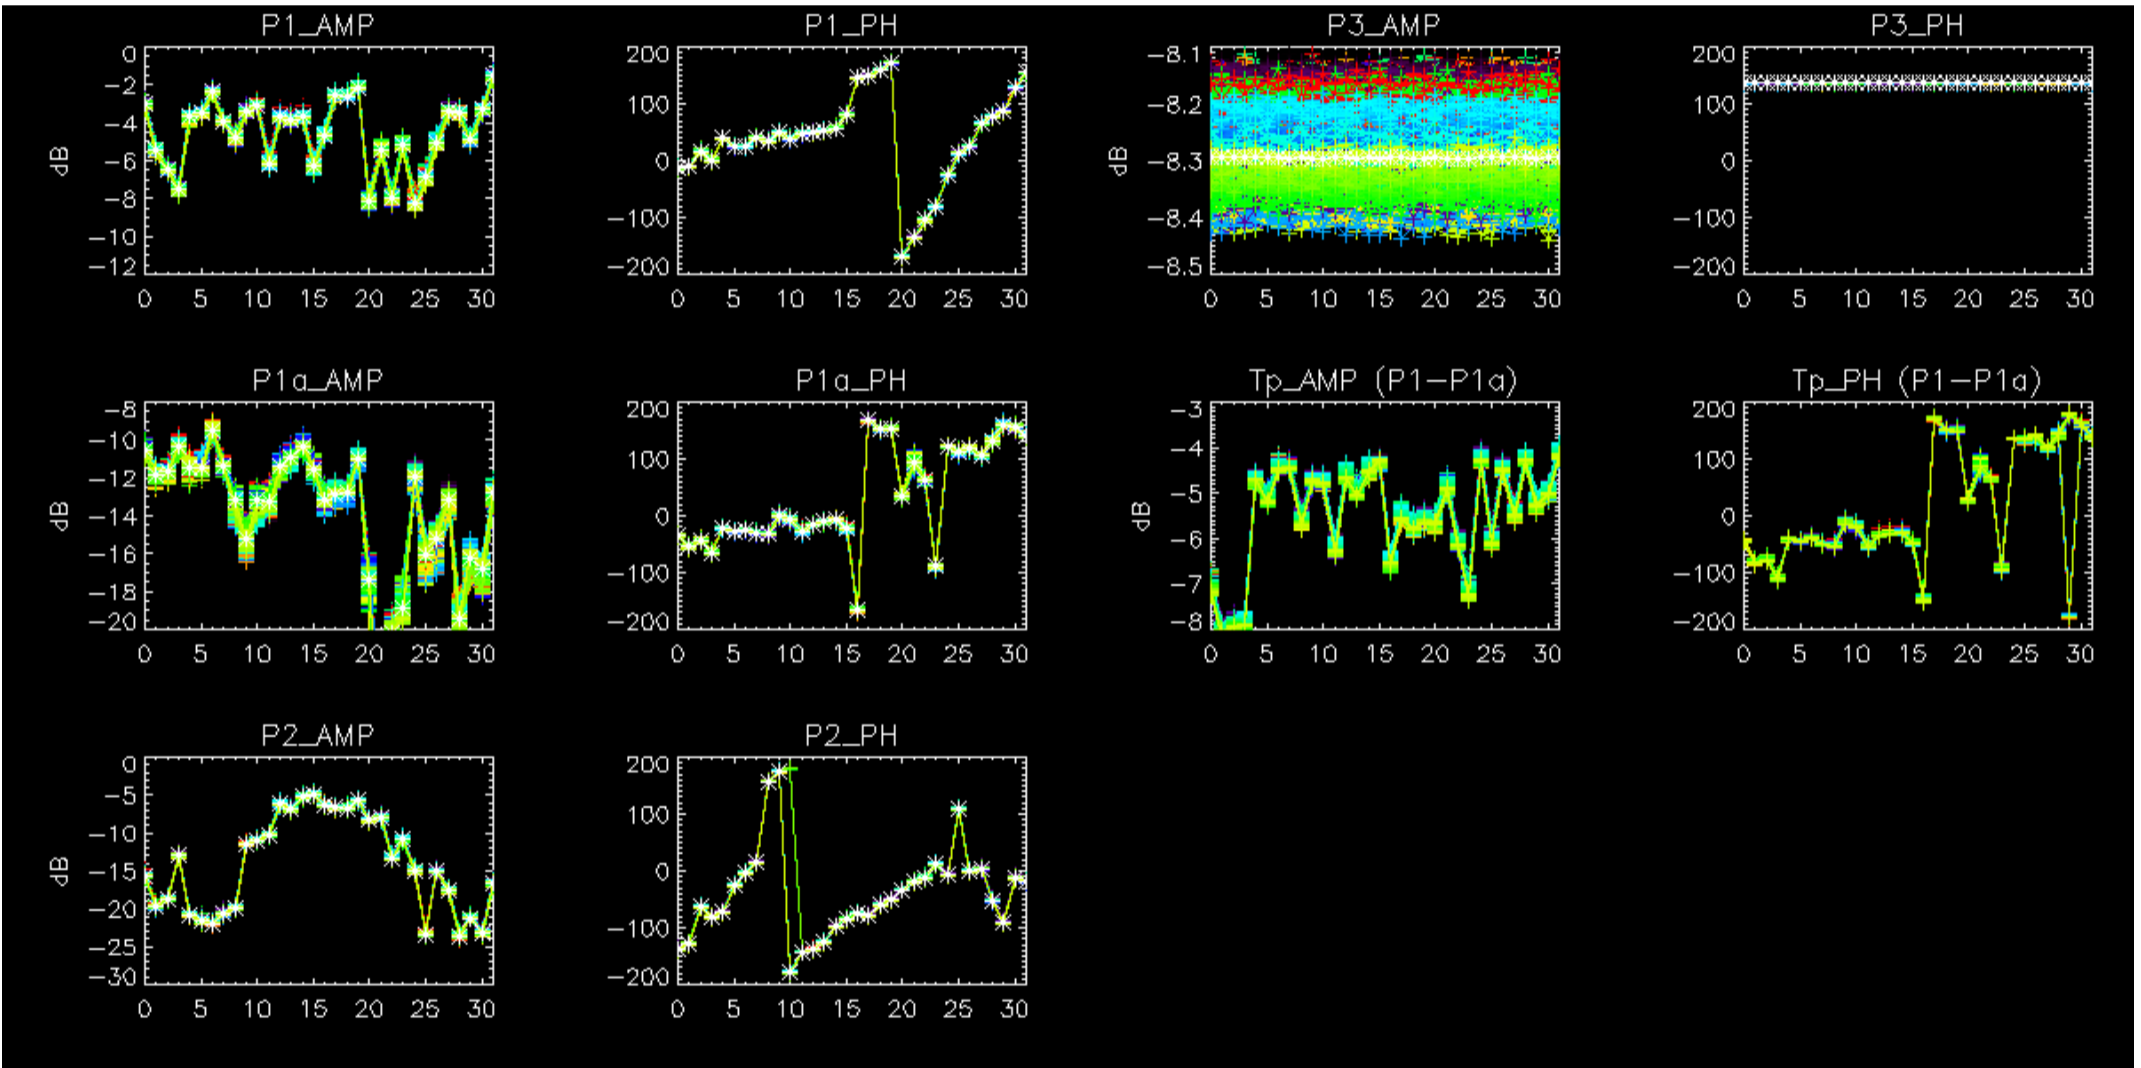 P1_AMP
0
-2
-4
-6
-8
-10
-12
dB
0 5 10 15 20 25 30
P1_PH
200
100
0
-100
-200
0 5 10 15 20 25 30
P3_AMP
-8.1
-8.2
-8.3
-8.4
-8.5
dB
0 5 10 15 20 25 30
P3_PH
200
100
0
-100
-200
0 5 10 15 20 25 30
P1a_AMP
-8
-10
-12
-14
-16
-18
-20
dB
0 5 10 15 20 25 30
P1a_PH
200
100
0
-100
-200
0 5 10 15 20 25 30
Tp_AMP (P1-P1a)
-3
-4
-5
-6
-7
-8
dB
0 5 10 15 20 25 30
Tp_PH (P1-P1a)
200
100
0
-100
-200
0 5 10 15 20 25 30
P2_AMP
0
-5
-10
-15
-20
-25
-30
dB
0 5 10 15 20 25 30
P2_PH
200
100
0
-100
-200
0 5 10 15 20 25 30